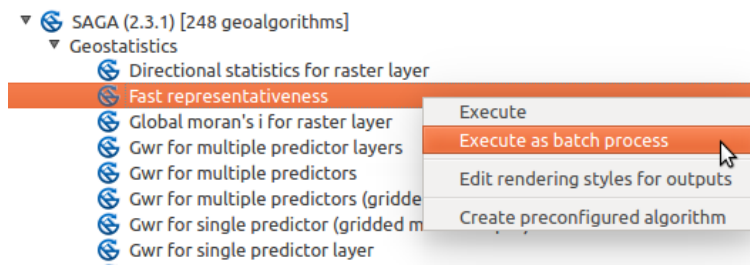 SAGA (2.3.1) [248 geoalgorithms]
Geostatistics
Directional statistics for raster layer
Fast representativeness
Global moran's i for raster layer
Gwr for multiple predictor layers
Gwr for multiple predictors
Gwr for multiple predictors (gridde
Gwr for single predictor (gridded m
Gwr for single predictor layer
Execute
Execute as batch process
Edit rendering styles for outputs
Create preconfigured algorithm